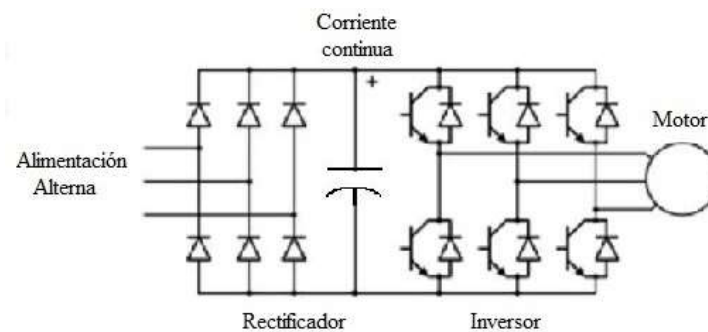 Corriente
continua
+
Motor
Alimentación
Alterna
Rectificador
Inversor